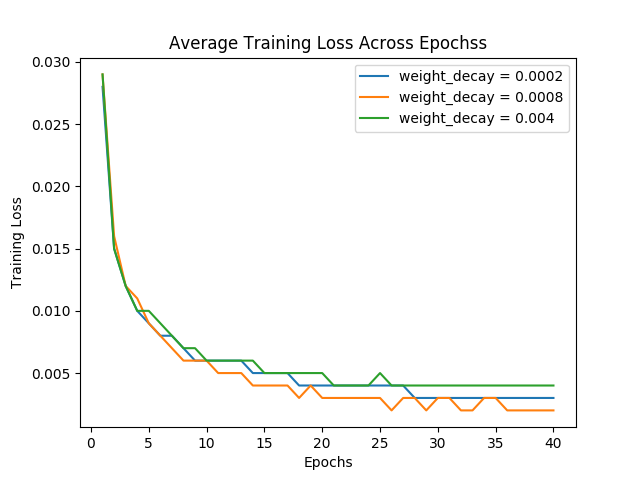 Average Training Loss Across Epochss
weight_decay = 0.0002
weight_decay = 0.0008
weight_decay = 0.004
Training Loss
0.030
0.025
0.020
0.015
0.010
0.005
0 5 10 15 20 25 30 35 40
Epochs